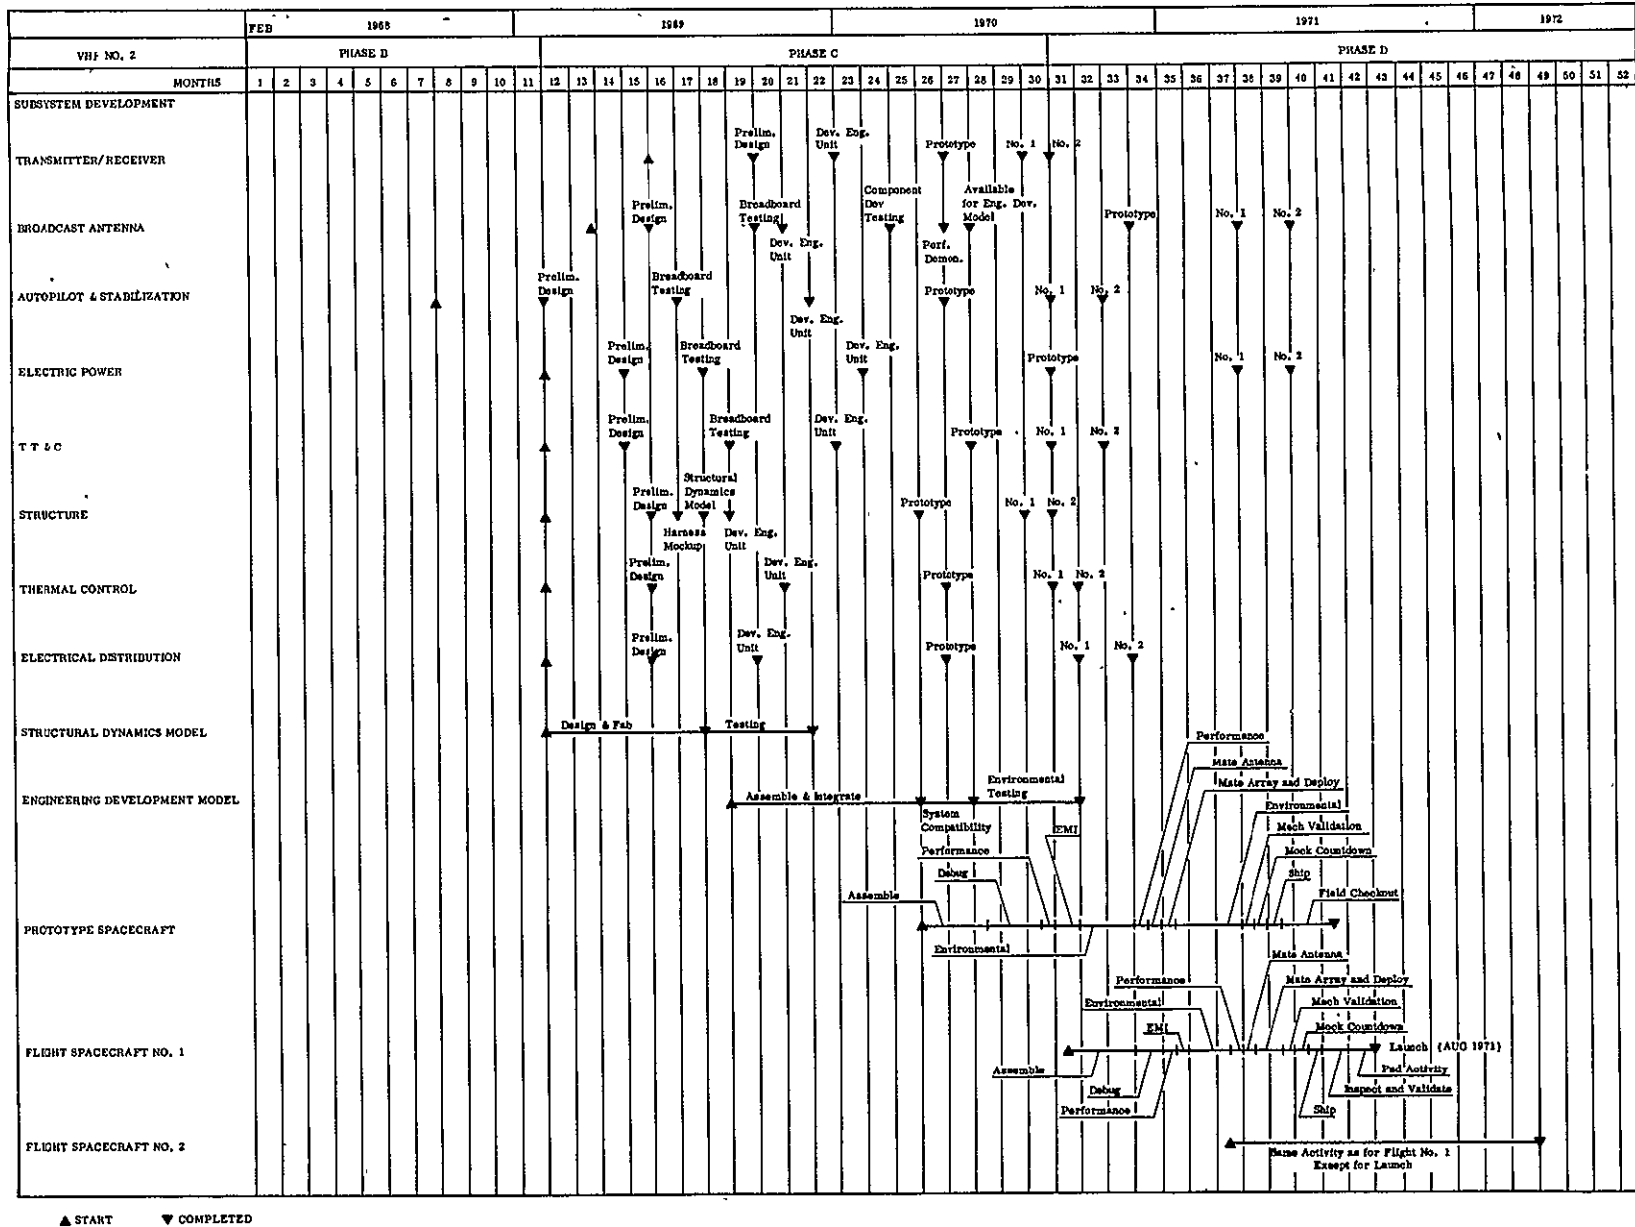 FEB 1968 1969 1970 1971 1972
VHF NO. 2 PHASE B PHASE C PHASE D
MONTHS 1 2 3 4 5 6 7 8 9 10 11 12 13 14 15 16 17 18 19 20 21 22 23 24 25 26 27 28 29 30 31 32 33 34 35 36 37 38 39 40 41 42 43 44 45 46 47 48 49 50 51 52
SUBSYSTEM DEVELOPMENT
Prelim. Dev. Eng.
Design Unit Prototype No. 1 No. 2
TRANSMITTER/RECEIVER
Component Available
Prelim. Breadboard Dev for Eng. Dev.
Design Testing Testing Model Prototype No. 1 No. 2
BROADCAST ANTENNA
Dev. Eng. Perf.
Unit Demon.
Prelim. Breadboard
Design Testing Prototype No. 1 No. 2
AUTOPILOT & STABILIZATION
Dev. Eng.
Unit
Prelim. Breadboard Dev. Eng.
Design Testing Unit Prototype No. 1 No. 2
ELECTRIC POWER
Prelim. Breadboard Dev. Eng.
Design Testing Unit Prototype No. 1 No. 2
T T & C
Structural
Prelim. Dynamics
Design Model Prototype No. 1 No. 2
STRUCTURE
Harness Dev. Eng.
Mockup Unit
Prelim. Dev. Eng.
Design Unit Prototype No. 1 No. 2
THERMAL CONTROL
Prelim. Dev. Eng.
Design Unit Prototype No. 1 No. 2
ELECTRICAL DISTRIBUTION
STRUCTURAL DYNAMICS MODEL Design & Fab Testing
Performance
Mate Antenna
Mate Array and Deploy
Environmental
Testing
ENGINEERING DEVELOPMENT MODEL Assemble & Integrate
Environmental
System
Compatibility
EMI Mech Validation
Performance Mock Countdown
Debug Ship
Assemble Field Checkout
PROTOTYPE SPACECRAFT
Environmental
Mate Antenna
Performance Mate Array and Deploy
Environmental Mech Validation
EMI Mock Countdown
FLIGHT SPACECRAFT NO. 1 Launch (AUG 1971)
Assemble Pad Activity
Debug Inspect and Validate
Performance Ship
FLIGHT SPACECRAFT NO. 2
Same Activity as for Flight No. 1
Except for Launch
▲ START ▼ COMPLETED